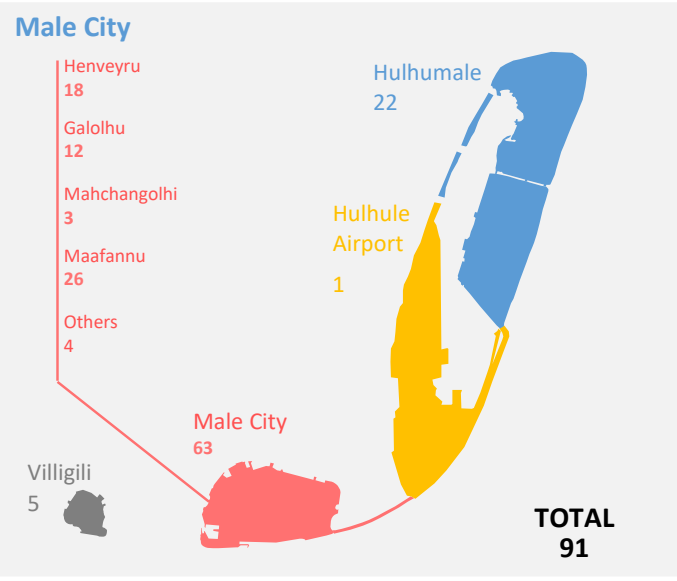 Male City
Henveyru
18
Galolhu
12
Mahchangolhi
3
Maafannu
26
Others
4
Hulhumale
22
Hulhule
Airport
1
Male City
63
Villigili
5
TOTAL
91